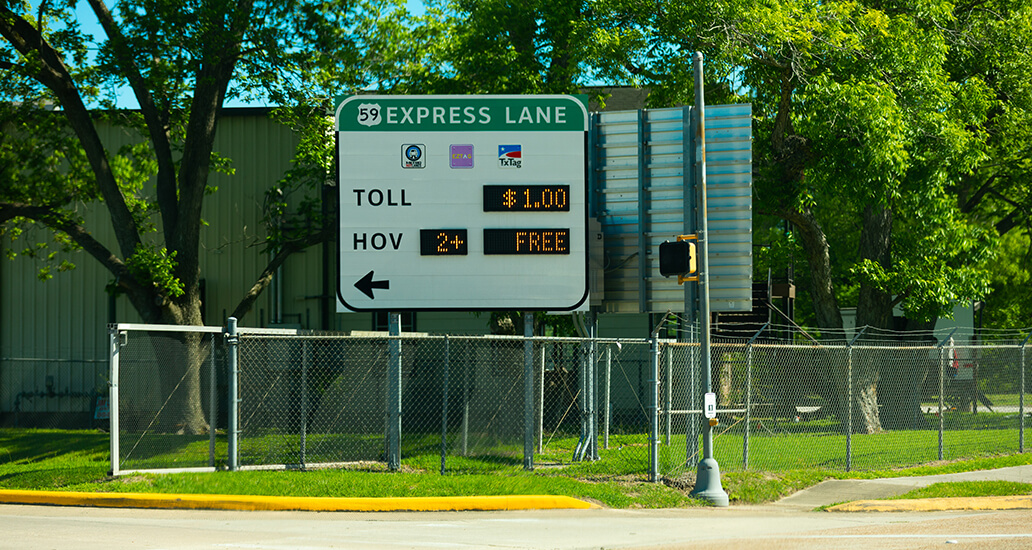 59 EXPRESS LANE
TxTag
TOLL $1.00
HOV 2+ FREE